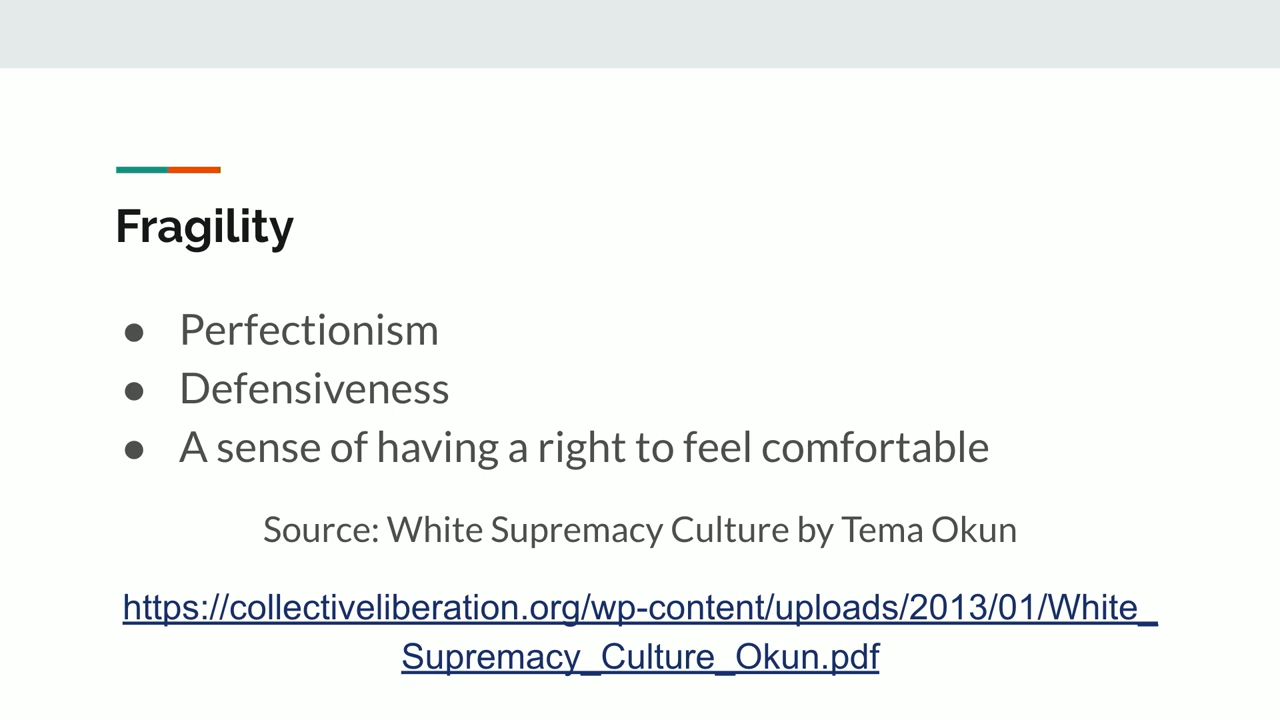 Fragility
● Perfectionism
● Defensiveness
● A sense of having a right to feel comfortable
Source: White Supremacy Culture by Tema Okun
https://collectiveliberation.org/wp-content/uploads/2013/01/White_
Supremacy_Culture_Okun.pdf